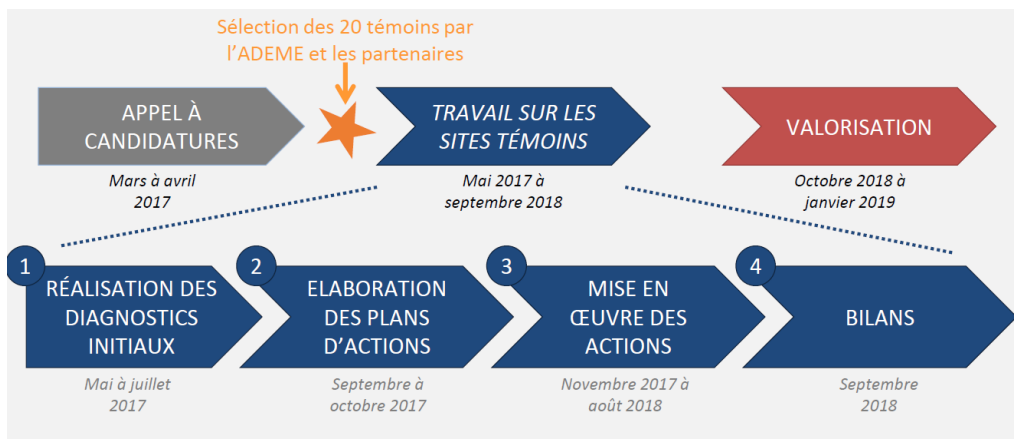 Sélection des 20 témoins par
l'ADEME et les partenaires
APPEL À
CANDIDATURES
Mars à avril
2017
TRAVAIL SUR LES
SITES TÉMOINS
Mai 2017 à
septembre 2018
VALORISATION
Octobre 2018 à
janvier 2019
1
RÉALISATION DES
DIAGNOSTICS
INITIAUX
Mai à juillet
2017
2
ELABORATION
DES PLANS
D'ACTIONS
Septembre à
octobre 2017
3
MISE EN
ŒUVRE DES
ACTIONS
Novembre 2017 à
août 2018
4
BILANS
Septembre
2018